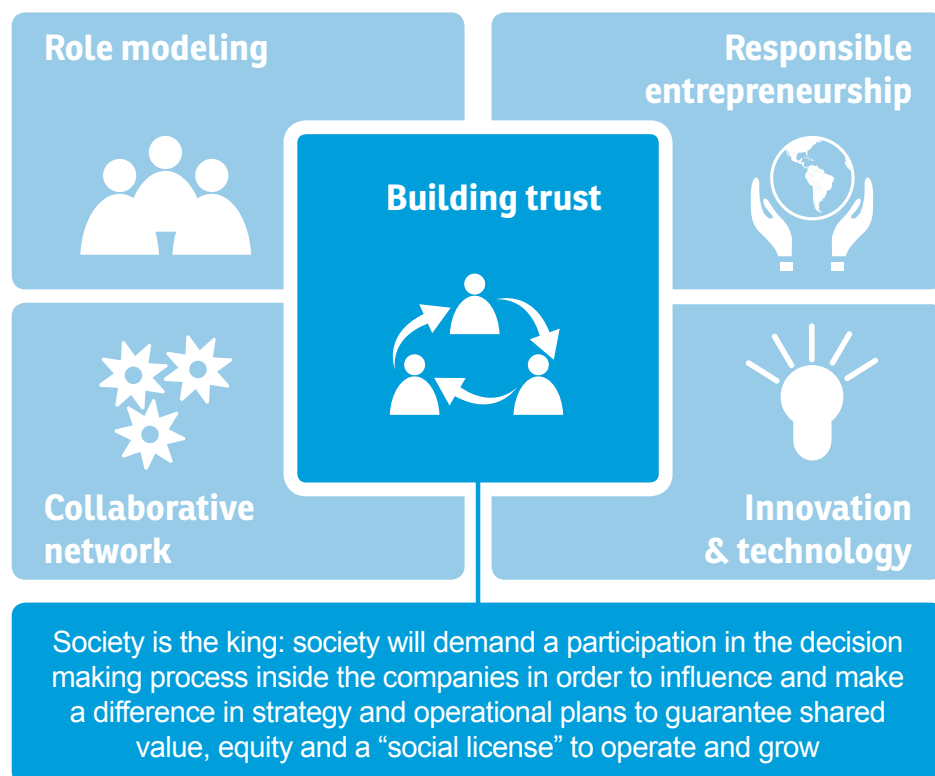 Role modeling
Responsible
entrepreneurship
Building trust
Collaborative
network
Innovation
& technology
Society is the king: society will demand a participation in the decision
making process inside the companies in order to influence and make
a difference in strategy and operational plans to guarantee shared
value, equity and a “social license” to operate and grow